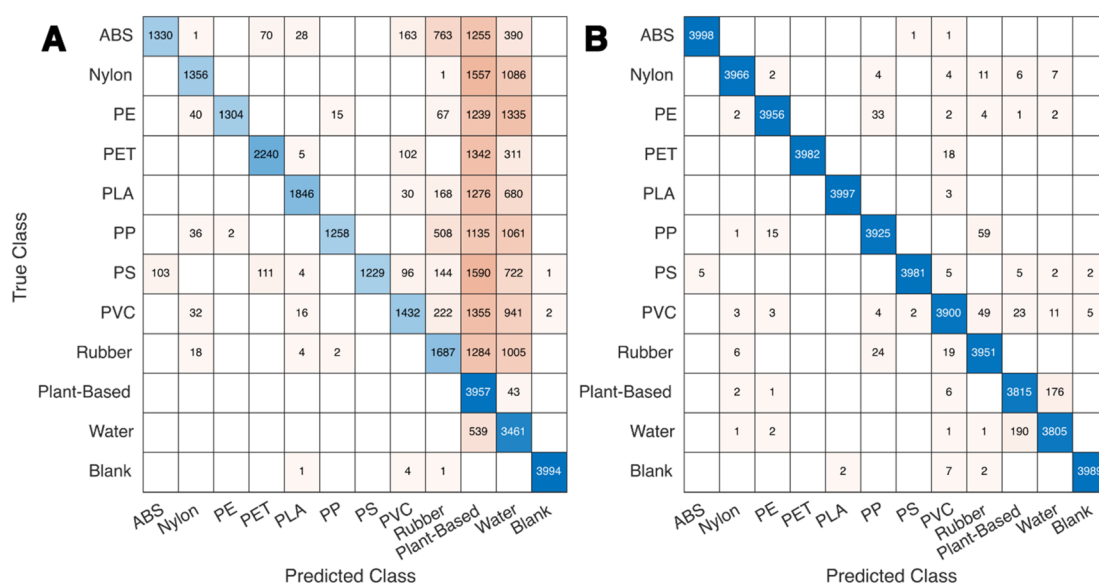 A
B
True Class
ABS 1330 1 70 28 163 763 1255 390
Nylon 1356 1 1557 1086
PE 40 1304 15 67 1239 1335
PET 2240 5 102 1342 311
PLA 1846 30 168 1276 680
PP 36 2 1258 508 1135 1061
PS 103 111 4 1229 96 144 1590 722 1
PVC 32 16 1432 222 1355 941 2
Rubber 18 4 2 1687 1284 1005
Plant-Based 3957 43
Water 539 3461
Blank 1 4 1 3994
ABS Nylon PE PET PLA PP PS PVC Rubber Plant-Based Water Blank
Predicted Class
ABS 3998 1 1
Nylon 3966 2 4 4 11 6 7
PE 2 3956 33 2 4 1 2
PET 3982 18
PLA 3997 3
PP 1 15 3925 59
PS 5 3981 5 5 2 2
PVC 3 3 4 2 3900 49 23 11 5
Rubber 6 24 19 3951
Plant-Based 2 1 6 3815 176
Water 1 2 1 1 190 3805
Blank 2 7 2 3989
ABS Nylon PE PET PLA PP PS PVC Rubber Plant-Based Water Blank
Predicted Class